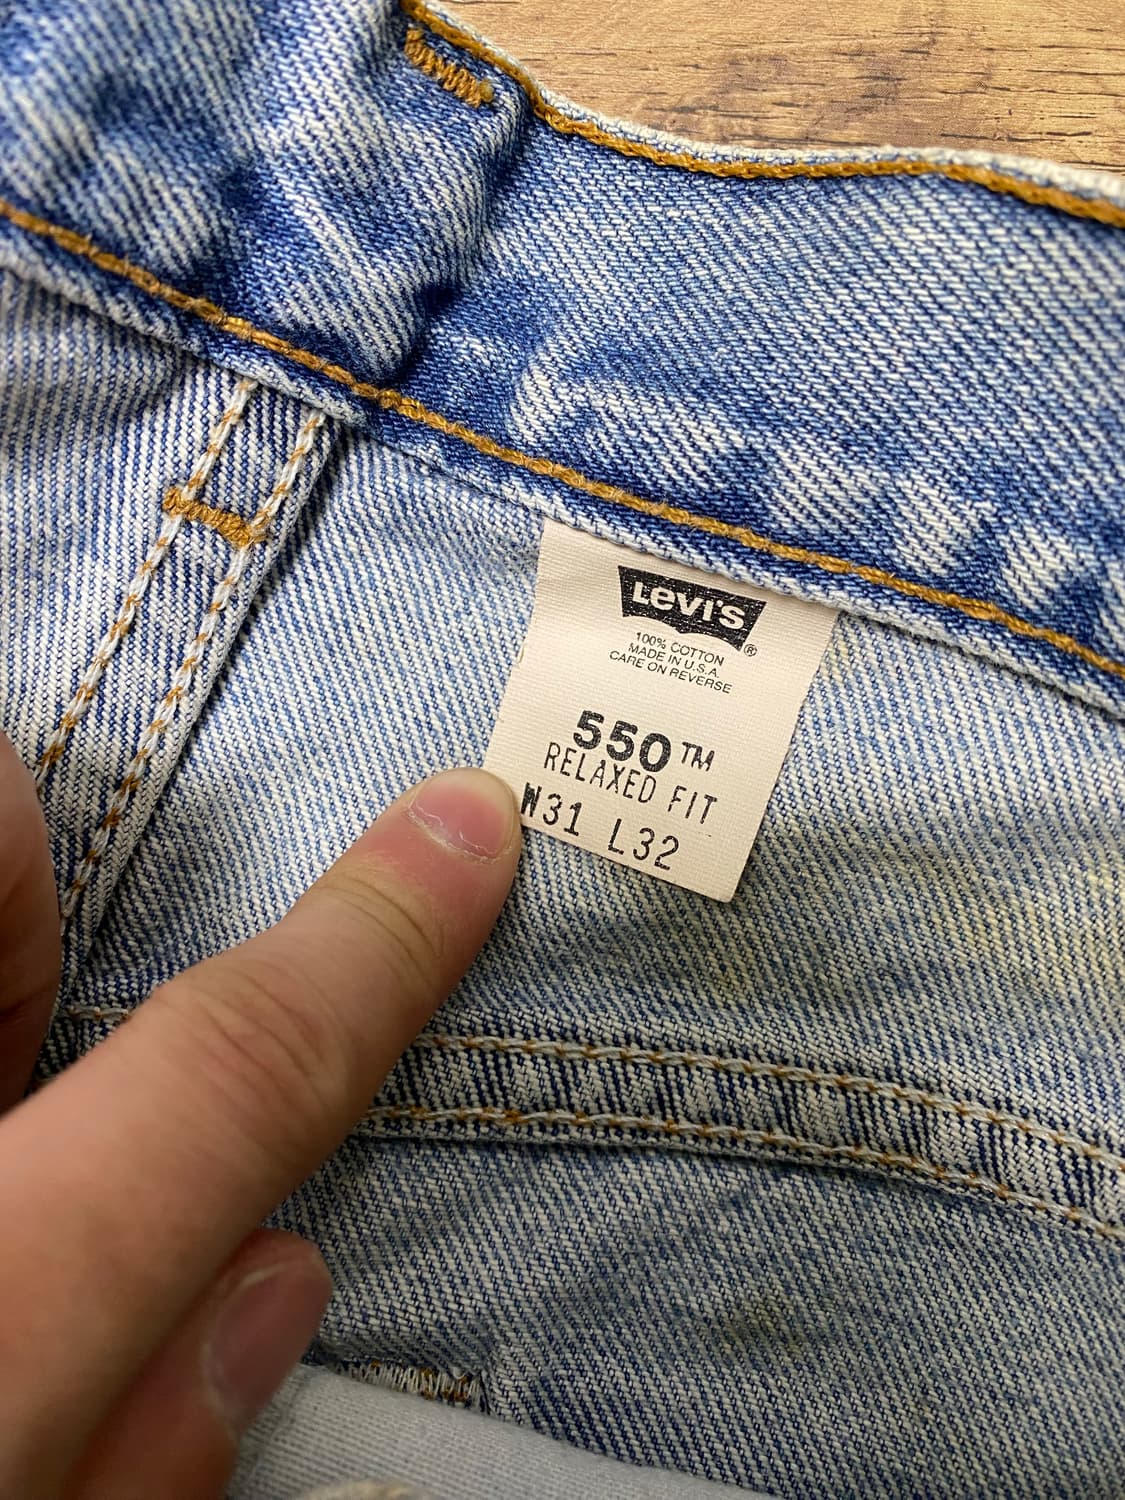 LEVI'S ®
100% COTTON
MADE IN U.S.A.
CARE ON REVERSE
550™
RELAXED FIT
W31 L32